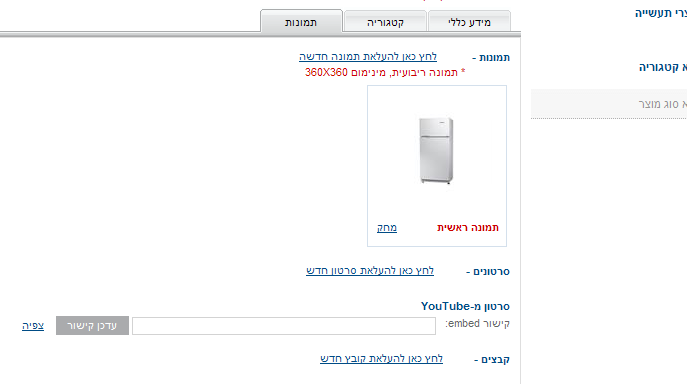 מידע כללי
קטגוריה
תמונות
תמונות - לחץ כאן להעלאת תמונה חדשה
* תמונה ריבועית, מינימום 360X360
תמונה ראשית
מחק
סרטונים - לחץ כאן להעלאת סרטון חדש
סרטון מ-YouTube
קישור embed:
עדכן קישור
צפיה
קבצים - לחץ כאן להעלאת קובץ חדש
תעשייה
קטגוריה
סוג מוצר